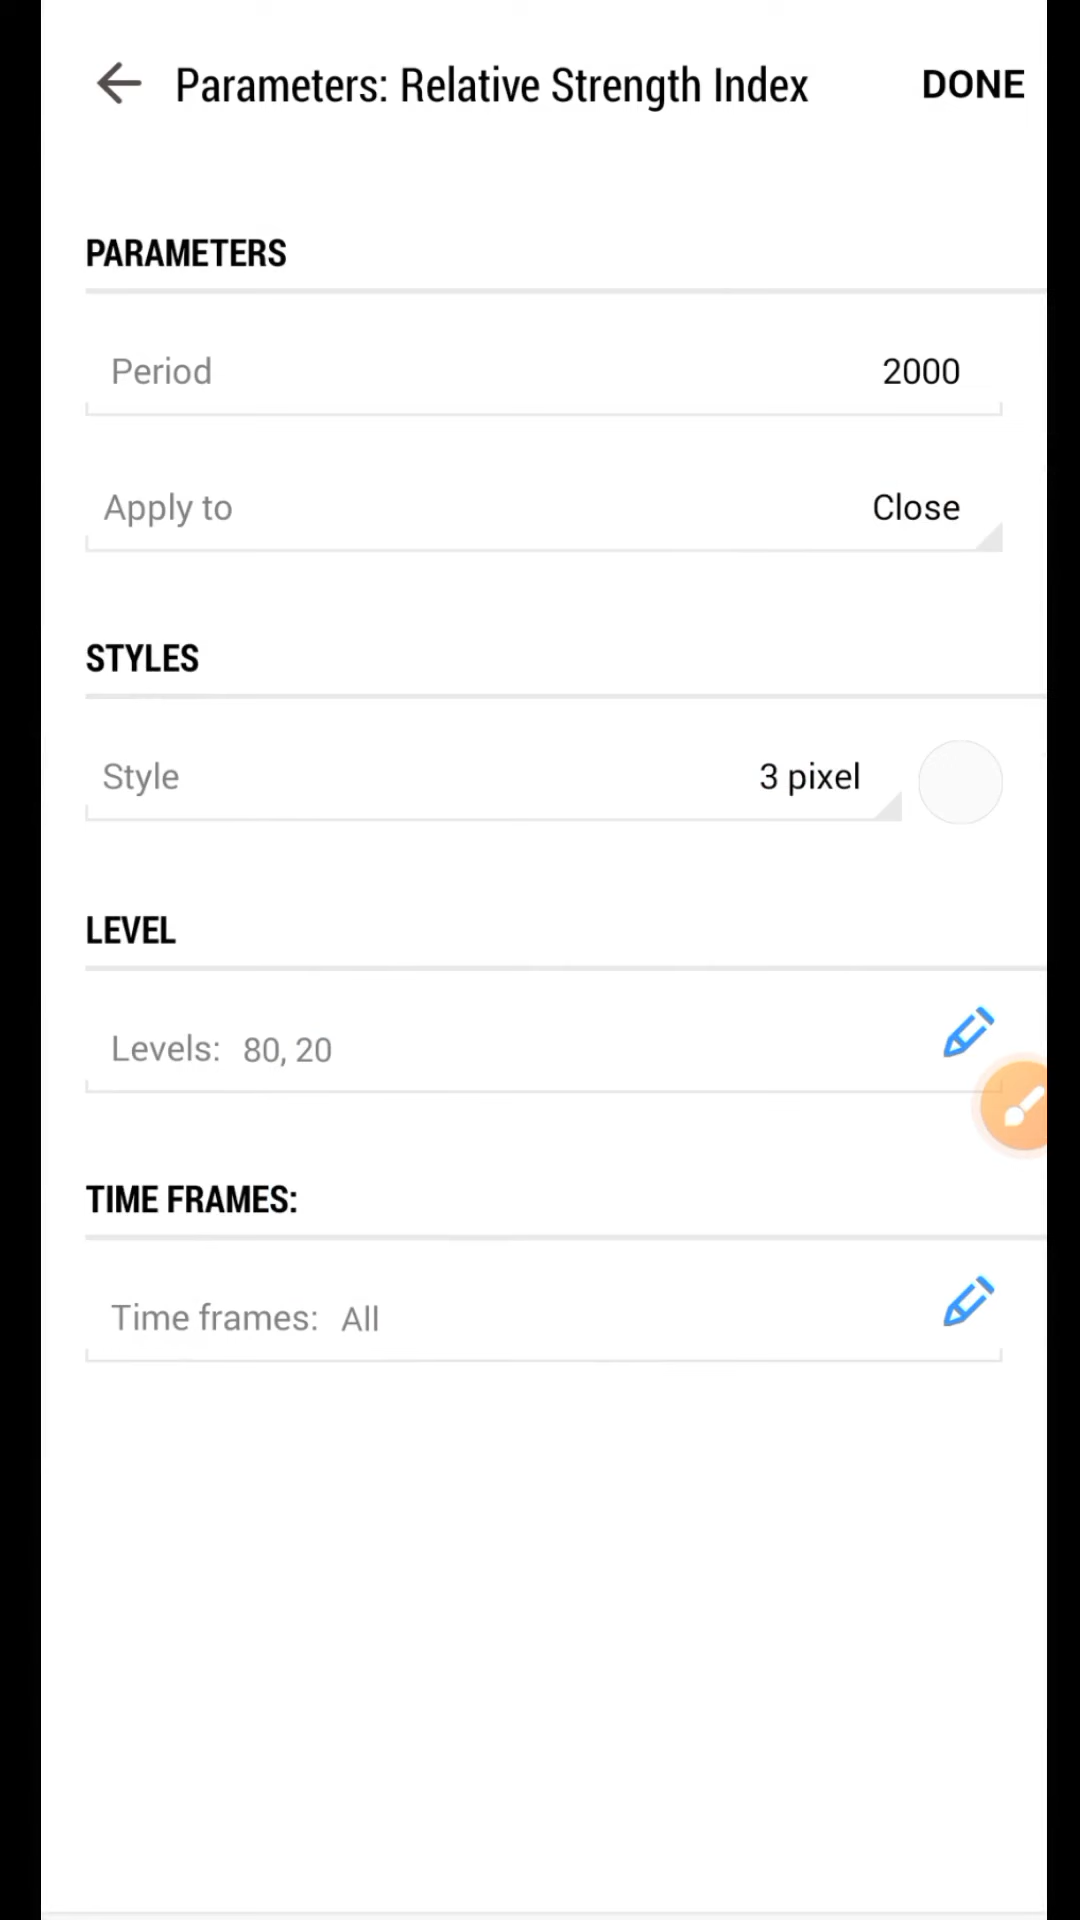 Parameters: Relative Strength Index DONE
PARAMETERS
Period 2000
Apply to Close
STYLES
Style 3 pixel
LEVEL
Levels: 80, 20
TIME FRAMES:
Time frames: All